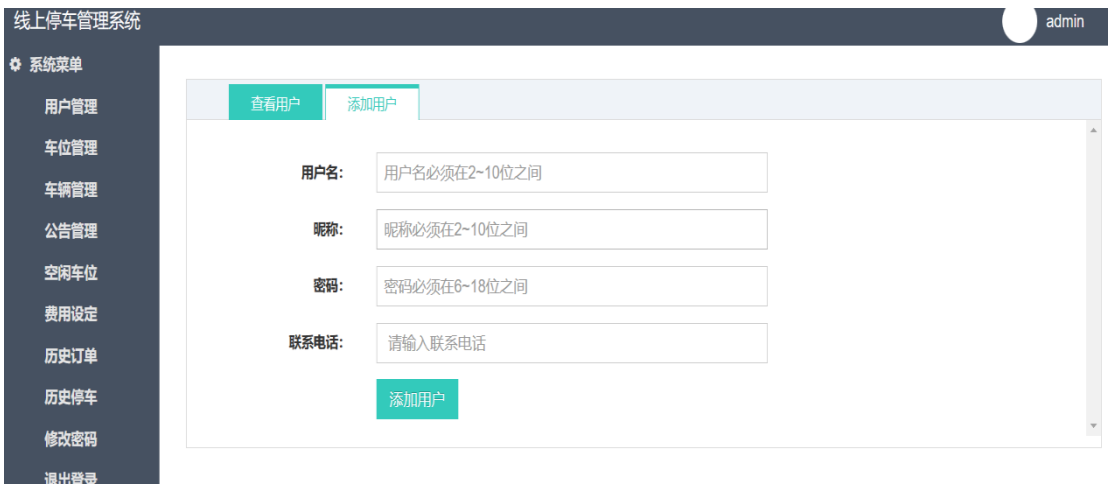 线上停车管理系统
admin
系统菜单
用户管理
车位管理
车辆管理
公告管理
空闲车位
费用设定
历史订单
历史停车
修改密码
退出登录
查看用户 添加用户
用户名: 用户名必须在2~10位之间
昵称: 昵称必须在2~10位之间
密码: 密码必须在6~18位之间
联系电话: 请输入联系电话
添加用户